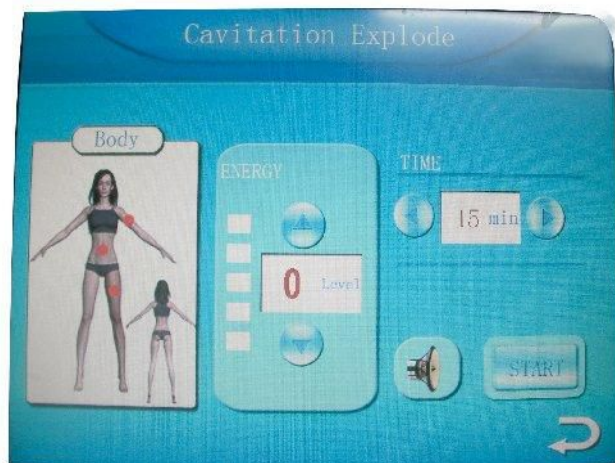 Cavitation Explode
Body
ENERGY
TIME
15 min
0 Level
START